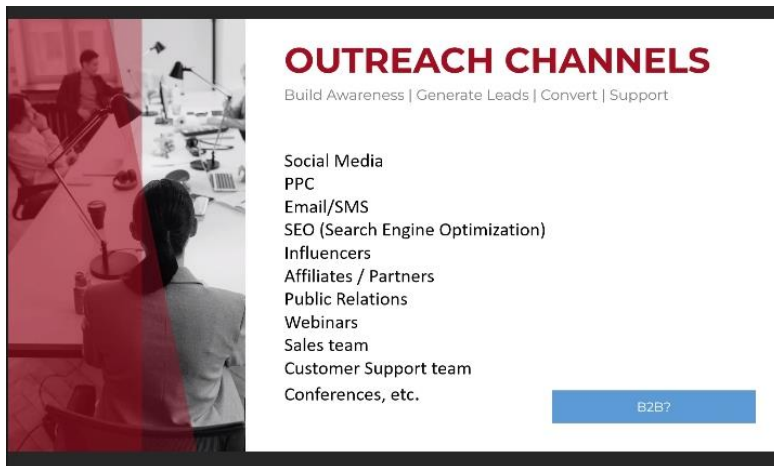 OUTREACH CHANNELS
Build Awareness | Generate Leads | Convert | Support
Social Media
PPC
Email/SMS
SEO (Search Engine Optimization)
Influencers
Affiliates / Partners
Public Relations
Webinars
Sales team
Customer Support team
Conferences, etc.
B2B?